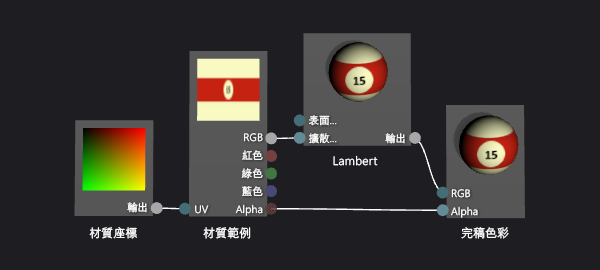 輸出
材質座標
RGB
紅色
綠色
藍色
UV
Alpha
材質範例
15
表面...
擴散...
輸出
Lambert
15
RGB
Alpha
完稿色彩